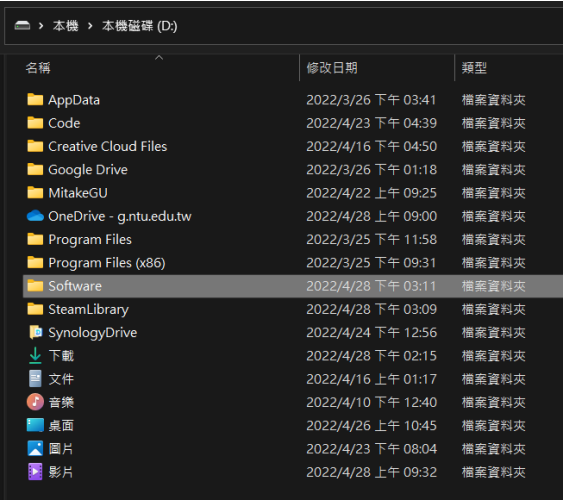 本機 › 本機磁碟 (D:)
名稱 修改日期 類型
AppData 2022/3/26 下午 03:41 檔案資料夾
Code 2022/4/23 下午 04:39 檔案資料夾
Creative Cloud Files 2022/4/16 下午 04:50 檔案資料夾
Google Drive 2022/3/26 下午 01:18 檔案資料夾
MitakeGU 2022/4/22 上午 09:25 檔案資料夾
OneDrive - g.ntu.edu.tw 2022/4/28 上午 09:00 檔案資料夾
Program Files 2022/3/25 下午 11:58 檔案資料夾
Program Files (x86) 2022/3/25 下午 09:31 檔案資料夾
Software 2022/4/28 下午 03:11 檔案資料夾
SteamLibrary 2022/4/28 下午 03:09 檔案資料夾
SynologyDrive 2022/4/24 下午 12:56 檔案資料夾
下載 2022/4/28 下午 02:15 檔案資料夾
文件 2022/4/16 上午 01:17 檔案資料夾
音樂 2022/4/10 下午 12:40 檔案資料夾
桌面 2022/4/26 上午 10:45 檔案資料夾
圖片 2022/4/23 下午 08:04 檔案資料夾
影片 2022/4/28 上午 09:32 檔案資料夾